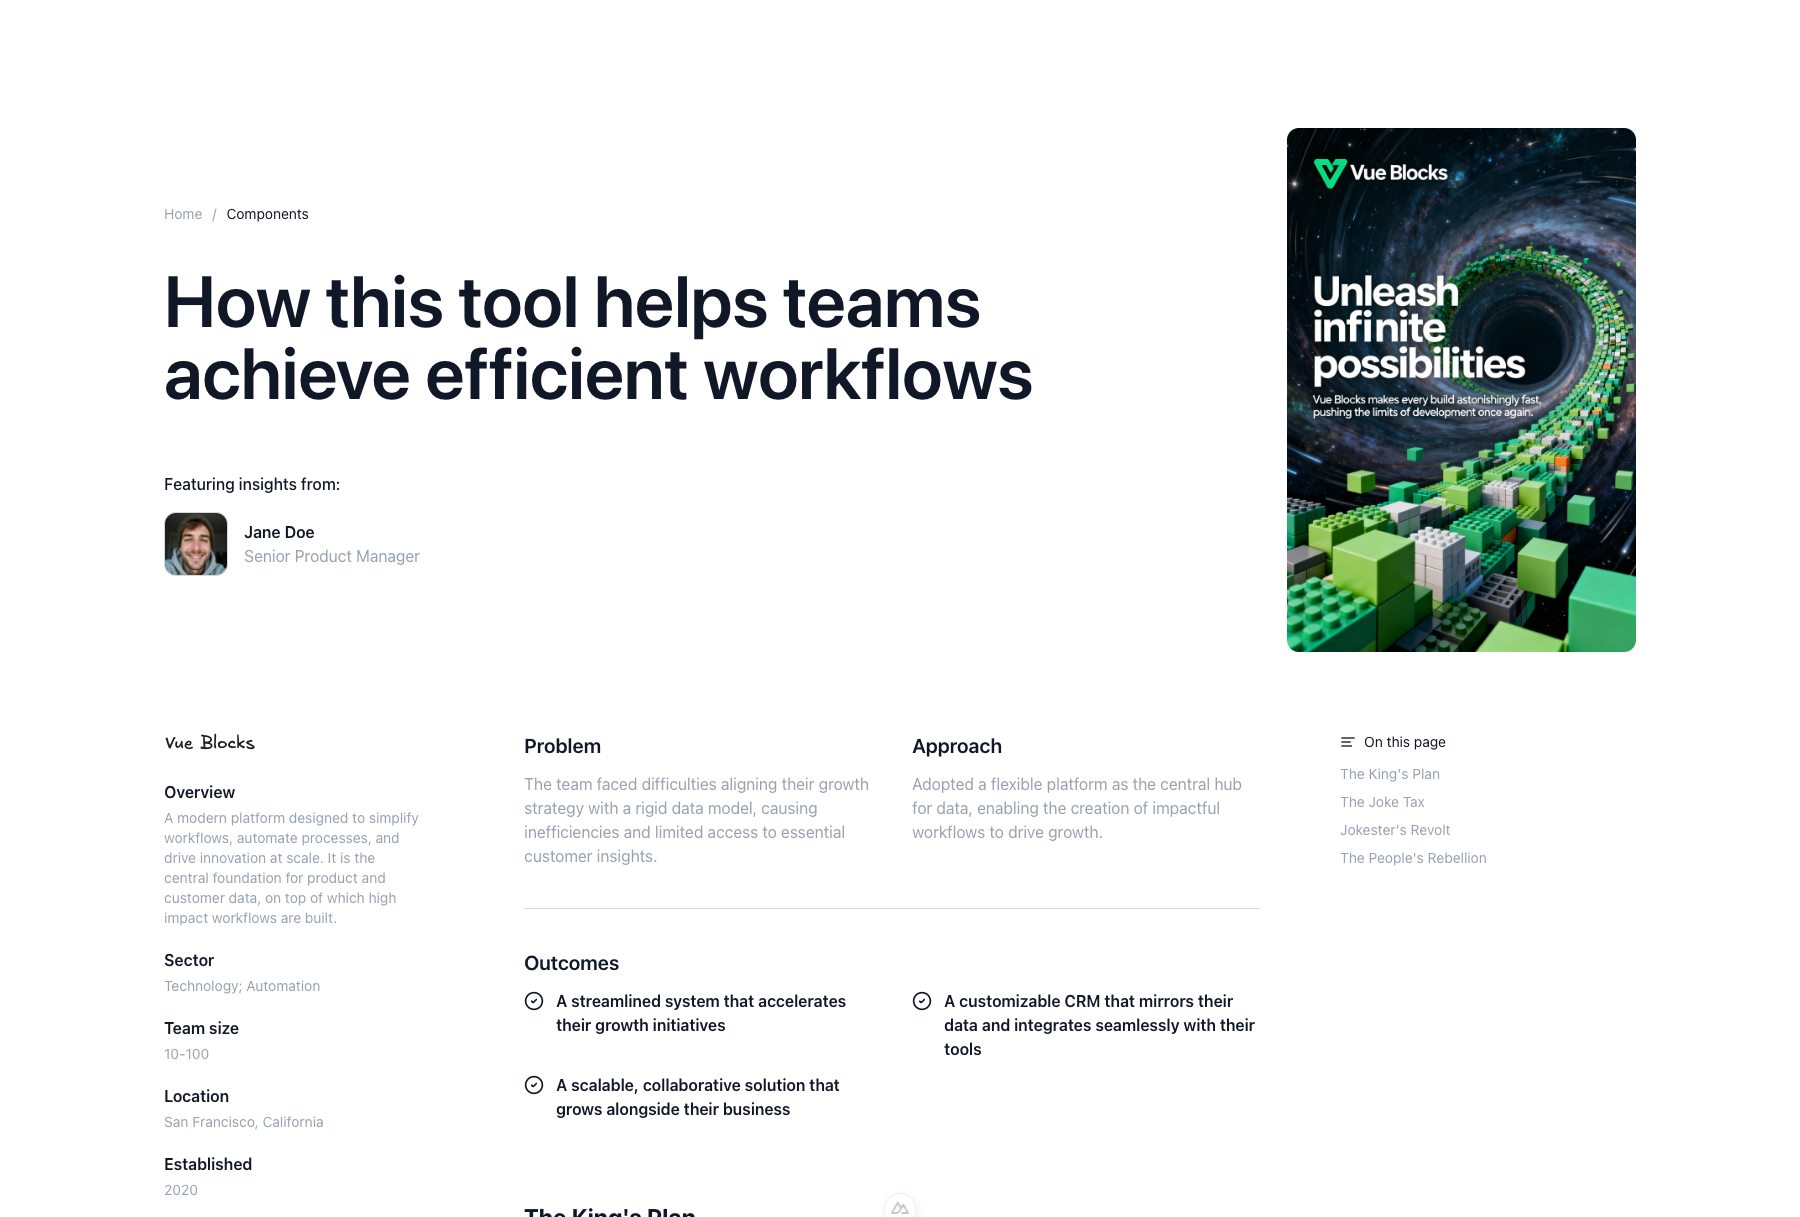 Home / Components
How this tool helps teams
achieve efficient workflows
Featuring insights from:
Jane Doe
Senior Product Manager
Vue Blocks
Unleash
infinite
possibilities
Vue Blocks makes every build astonishingly fast,
pushing the limits of development once again.
Vue Blocks
Overview
A modern platform designed to simplify
workflows, automate processes, and
drive innovation at scale. It is the
central foundation for product and
customer data, on top of which high
impact workflows are built.
Sector
Technology; Automation
Team size
10-100
Location
San Francisco, California
Established
2020
Problem
The team faced difficulties aligning their growth
strategy with a rigid data model, causing
inefficiencies and limited access to essential
customer insights.
Approach
Adopted a flexible platform as the central hub
for data, enabling the creation of impactful
workflows to drive growth.
Outcomes
A streamlined system that accelerates
their growth initiatives
A customizable CRM that mirrors their
data and integrates seamlessly with their
tools
A scalable, collaborative solution that
grows alongside their business
The King's Plan
On this page
The King's Plan
The Joke Tax
Jokester's Revolt
The People's Rebellion